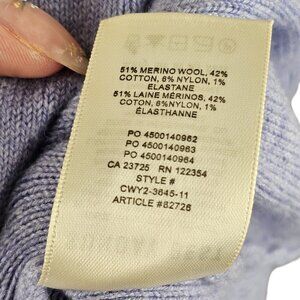 51% MERINO WOOL, 42%
COTTON, 6% NYLON, 1%
ELASTANE
51% LAINE MÉRINOS, 42%
COTON, 6% NYLON, 1%
ÉLASTHANNE
PO 4500140962
PO 4500140963
PO 4500140964
CA 23725 RN 122354
STYLE #
CWY2-3645-11
ARTICLE #82726